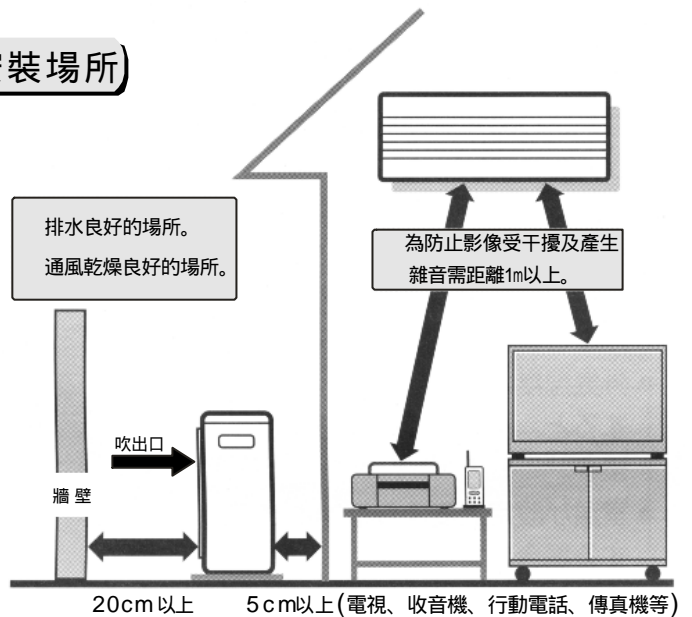 裝場所
排水良好的場所。
通風乾燥良好的場所。
為防止影像受干擾及產生
雜音需距離1m以上。
吹出口
牆壁
20cm以上
5cm以上(電視、收音機、行動電話、傳真機等)